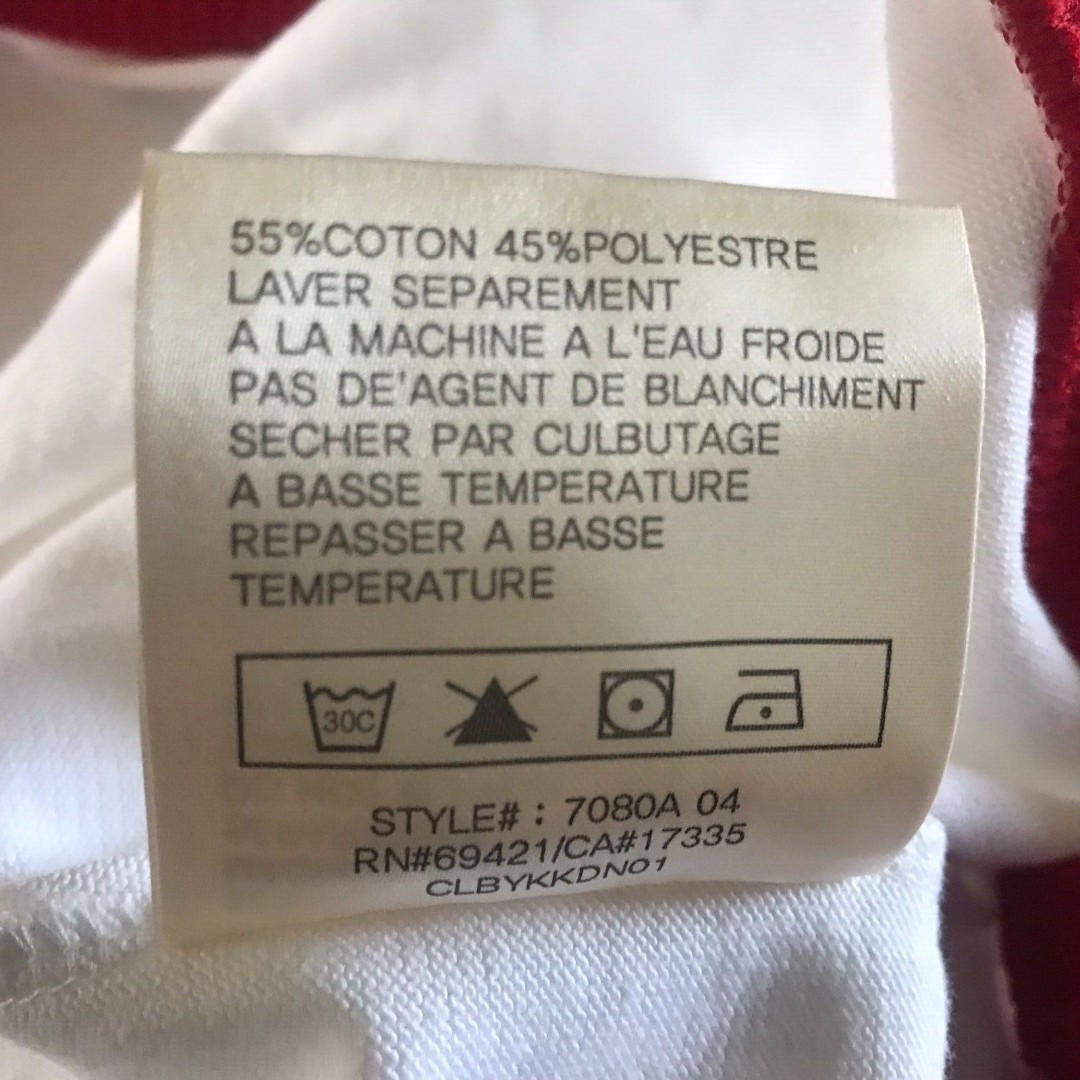 55%COTON 45%POLYESTRE
LAVER SEPAREMENT
A LA MACHINE A L'EAU FROIDE
PAS DE'AGENT DE BLANCHIMENT
SECHER PAR CULBUTAGE
A BASSE TEMPERATURE
REPASSER A BASSE
TEMPERATURE
30C
STYLE# : 7080A 04
RN#69421/CA#17335
CLBYKKDN01